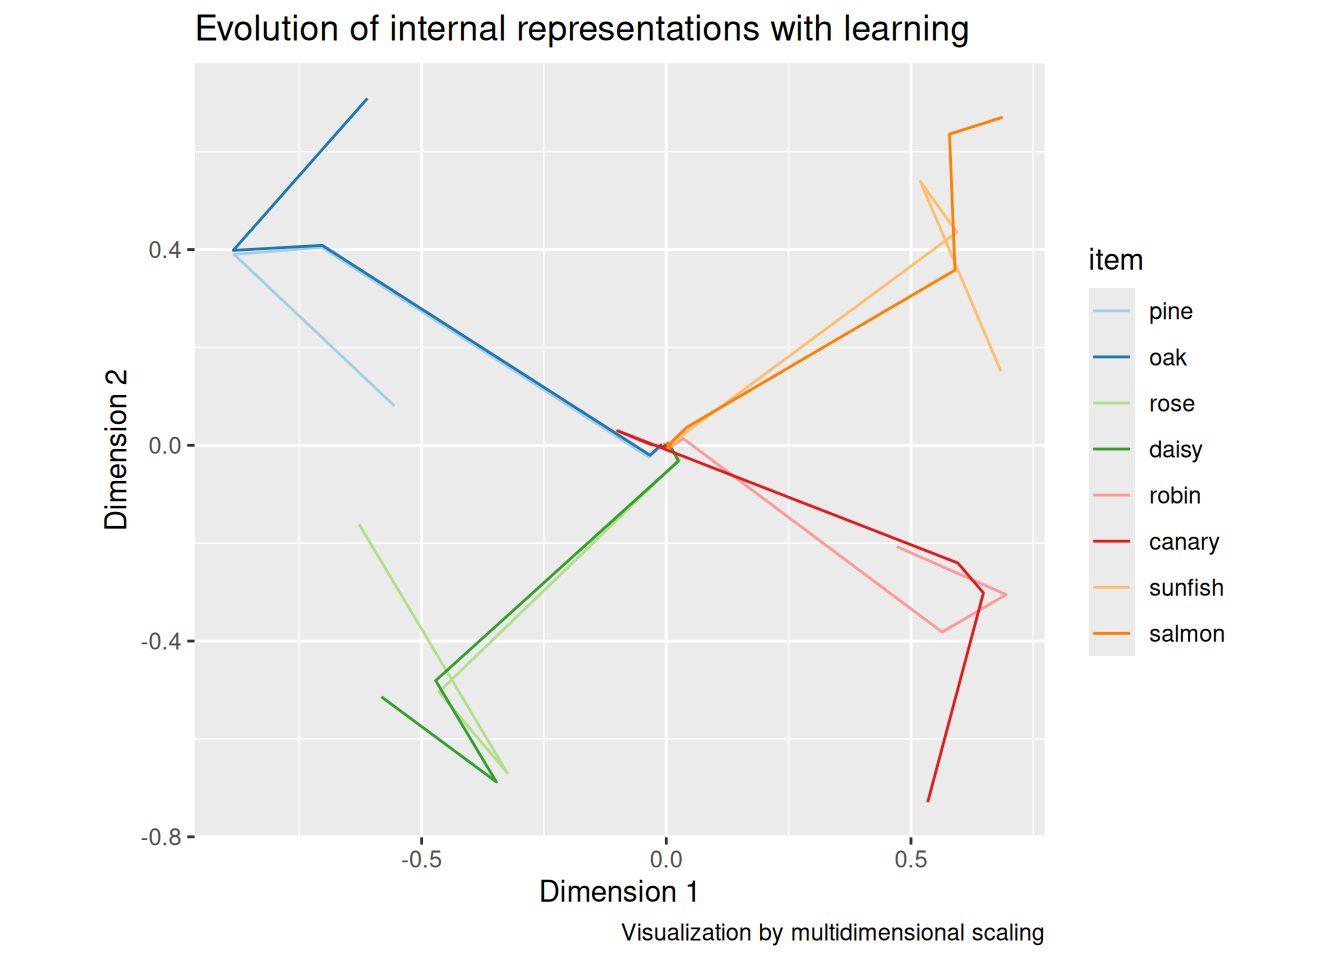 Evolution of internal representations with learning
0.4
0.0
-0.4
-0.8
Dimension 2
-0.5
0.0
0.5
Dimension 1
item
pine
oak
rose
daisy
robin
canary
sunfish
salmon
Visualization by multidimensional scaling